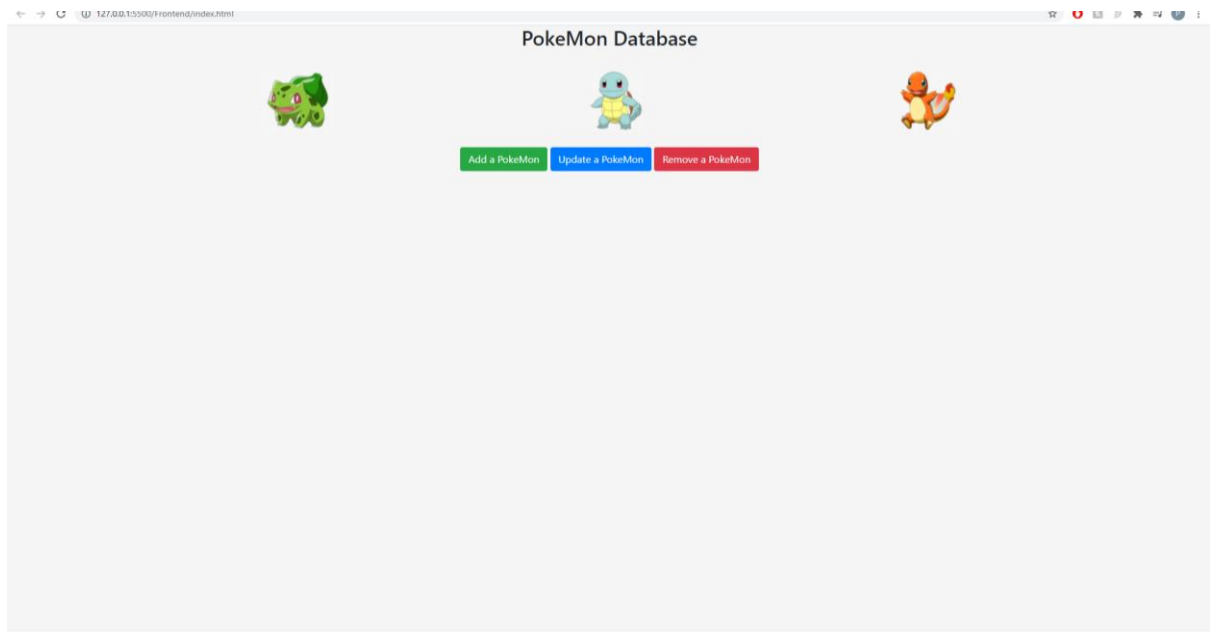 127.0.0.1:5500/Frontend/index.html
PokeMon Database
Add a PokeMon Update a PokeMon Remove a PokeMon